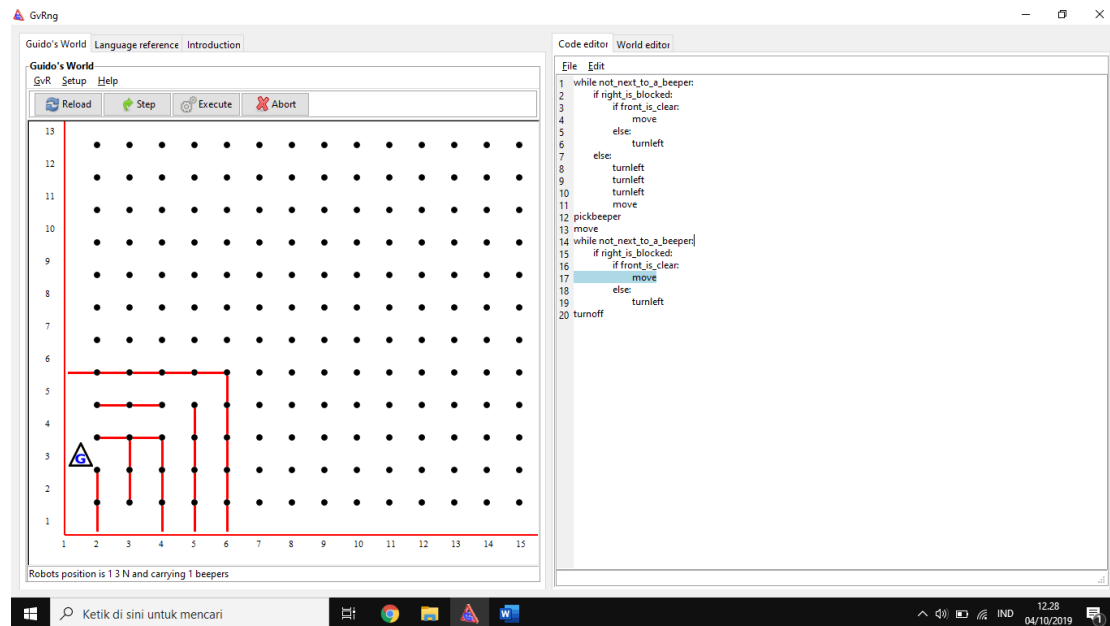 GvRng
Guido's World Language reference Introduction
Guido's World
GvR Setup Help
Reload Step Execute Abort
13
12
11
10
9
8
7
6
5
4
3
2
1
G
1 2 3 4 5 6 7 8 9 10 11 12 13 14 15
Robots position is 1 3 N and carrying 1 beepers
Code editor World editor
File Edit
1 while not_next_to_a_beeper:
2 if right_is_blocked:
3 if front_is_clear:
4 move
5 else:
6 turnleft
7 else:
8 turnleft
9 turnleft
10 turnleft
11 move
12 pickbeeper
13 move
14 while not_next_to_a_beeper:
15 if right_is_blocked:
16 if front_is_clear:
17 move
18 else:
19 turnleft
20 turnoff
Ketik di sini untuk mencari
W
IND
12.28
04/10/2019
1